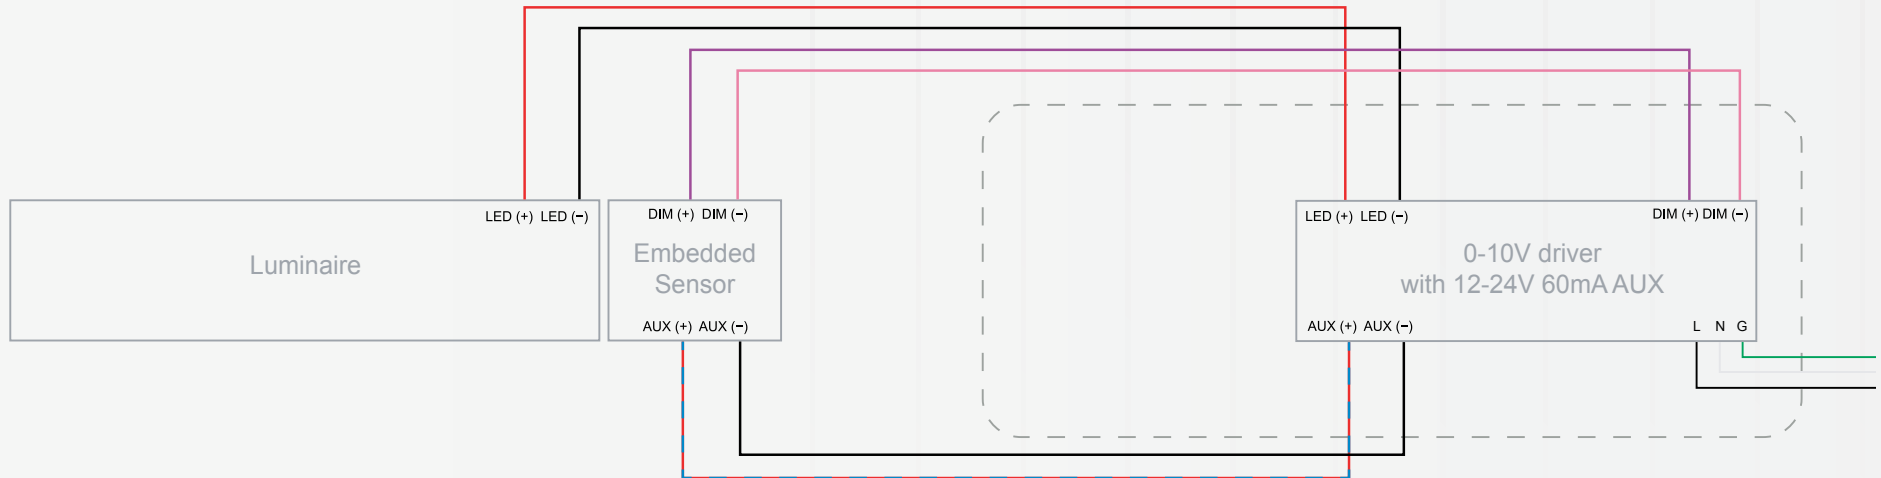 LED (+) LED (−)
Luminaire
DIM (+) DIM (−)
Embedded
Sensor
AUX (+) AUX (−)
LED (+) LED (−)
DIM (+) DIM (−)
0-10V driver
with 12-24V 60mA AUX
AUX (+) AUX (−)
L N G